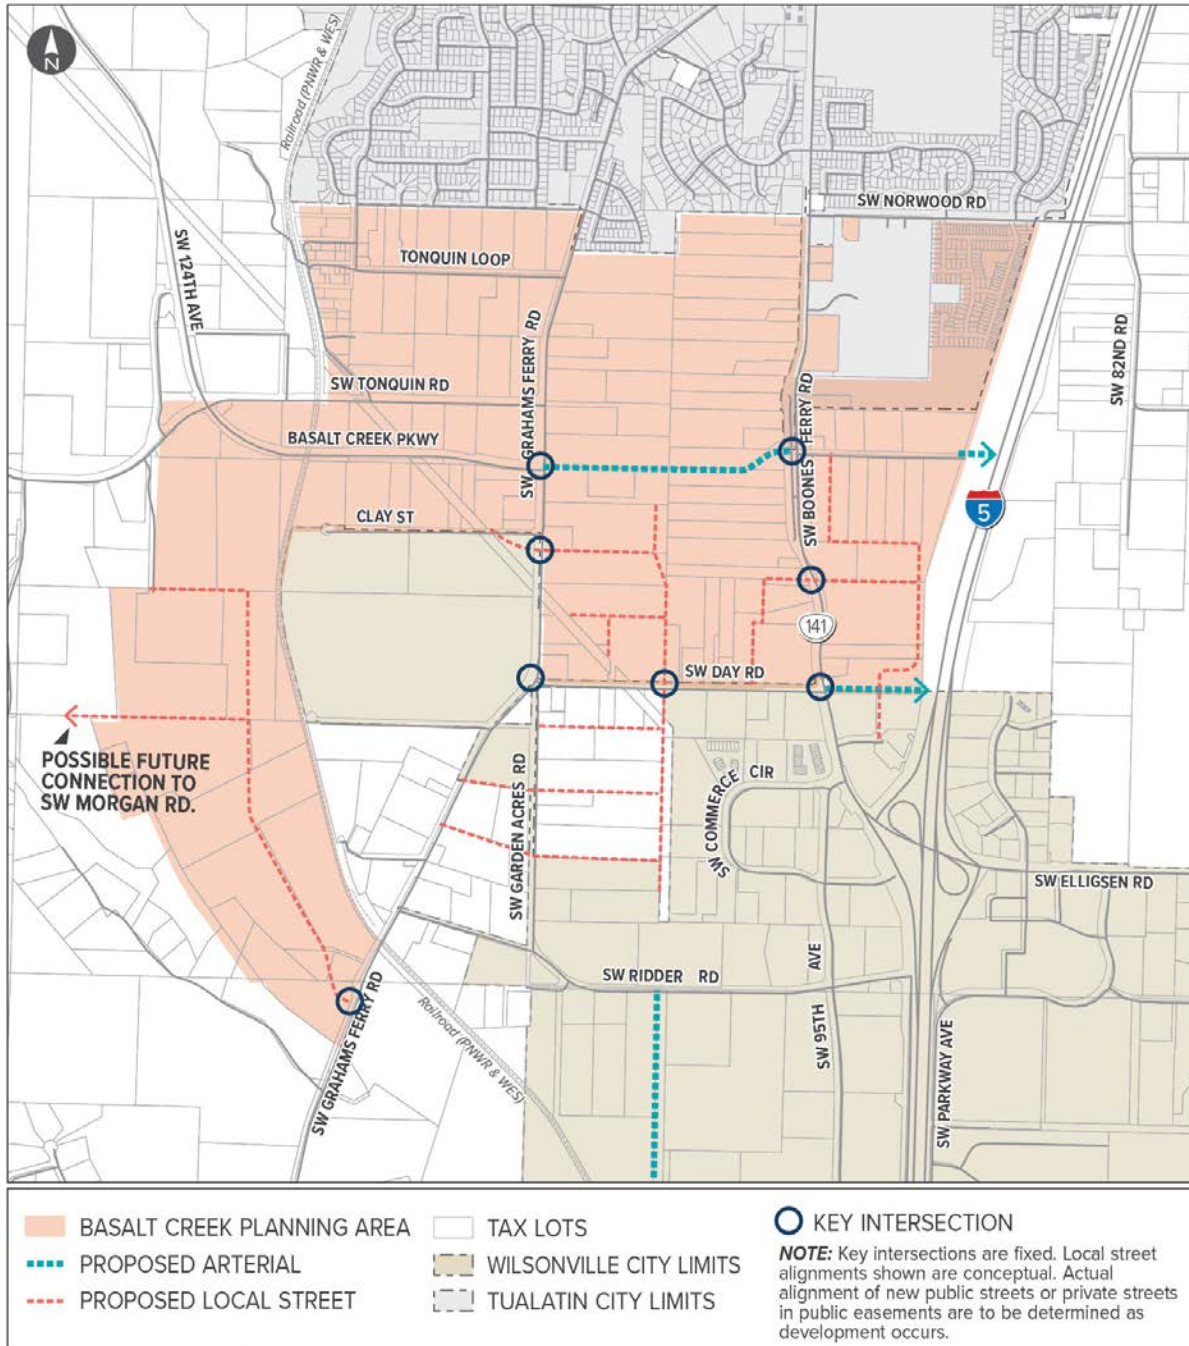 N
Railroad (PNWR & WES)
SW NORWOOD RD
SW 124TH AVE
TONQUIN LOOP
SW GRAHAMS FERRY RD
SW 82ND RD
SW TONQUIN RD
SW BOONES FERRY RD
BASALT CREEK PKWY
5
CLAY ST
141
SW DAY RD
POSSIBLE FUTURE
CONNECTION TO
SW MORGAN RD.
SW GARDEN ACRES RD
SW COMMERCE CIR
SW ELLIGSEN RD
SW RIDDER RD
SW 95TH AVE
SW GRAHAMS FERRY RD
Railroad (PNWR & WES)
SW PARKWAY AVE
BASALT CREEK PLANNING AREA
PROPOSED ARTERIAL
PROPOSED LOCAL STREET
TAX LOTS
WILSONVILLE CITY LIMITS
TUALATIN CITY LIMITS
KEY INTERSECTION
NOTE: Key intersections are fixed. Local street
alignments shown are conceptual. Actual
alignment of new public streets or private streets
in public easements are to be determined as
development occurs.